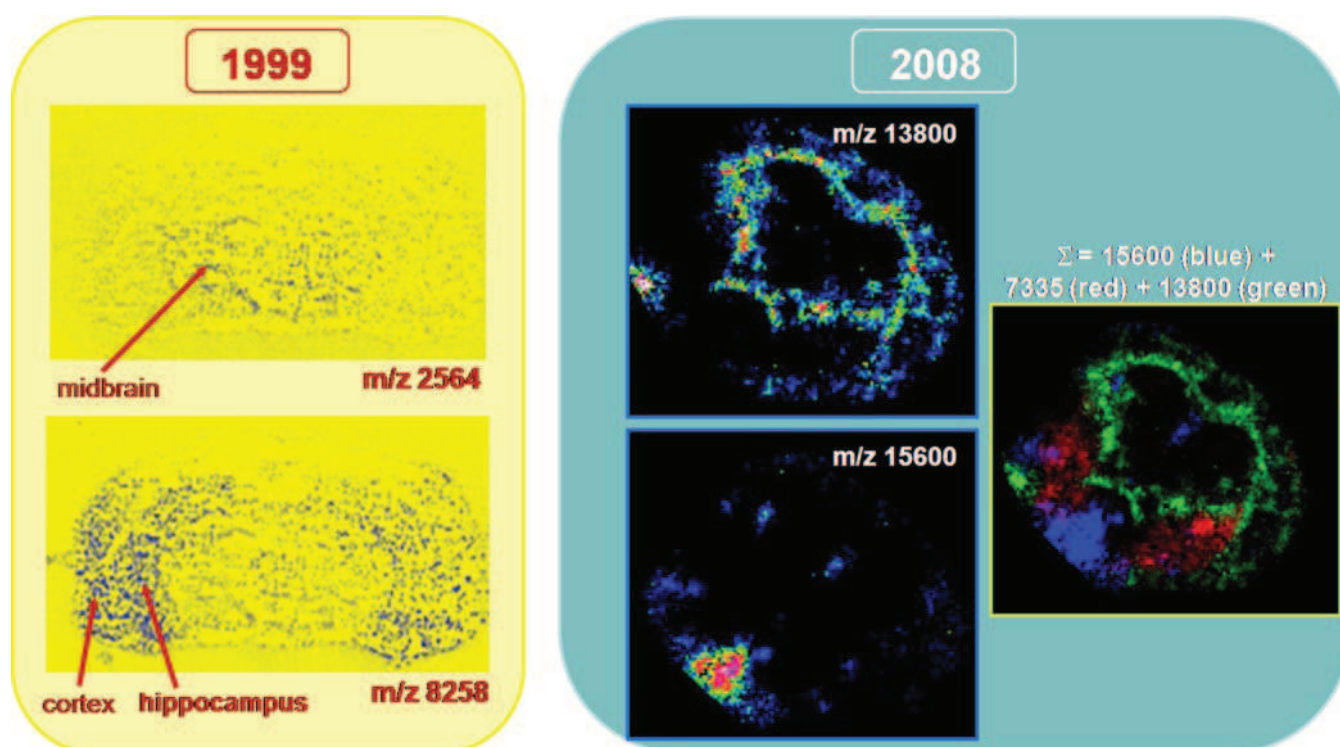 1999
midbrain
m/z 2564
cortex hippocampus
m/z 8258
2008
m/z 13800
m/z 15600
Σ = 15600 (blue) +
7335 (red) + 13800 (green)